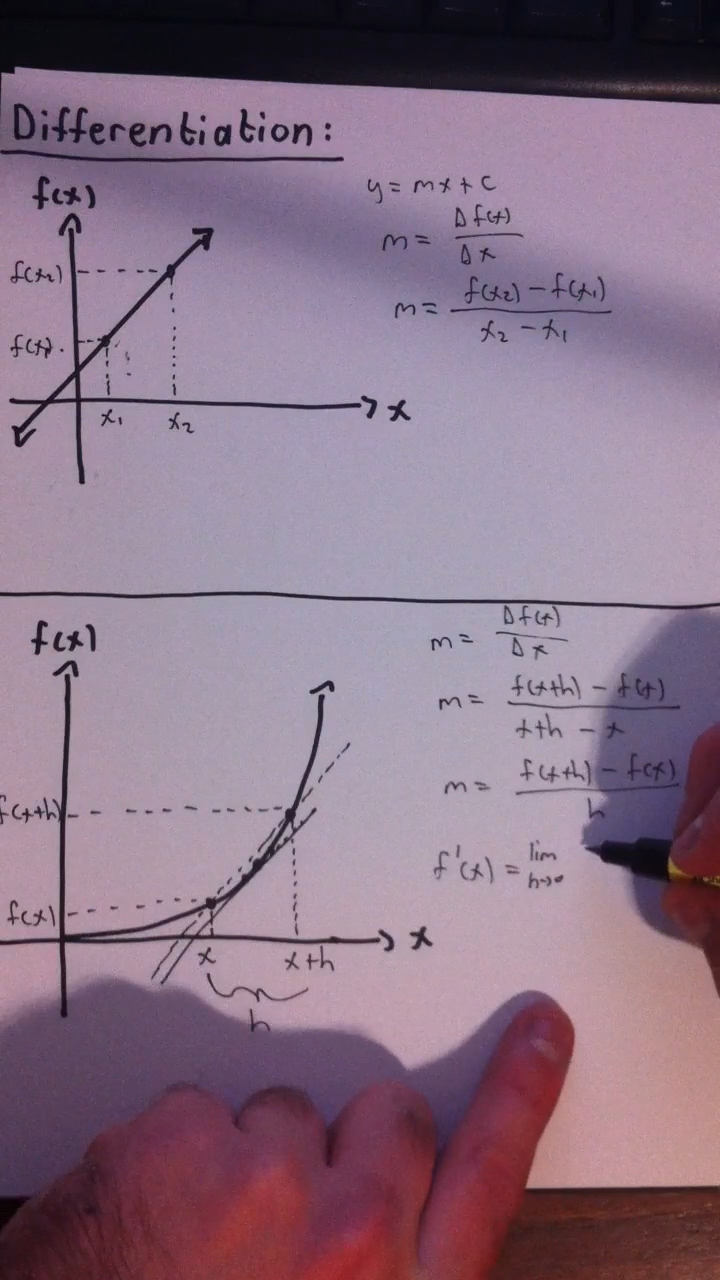 Differentiation:
f(x)
f(x₂)
f(x₁)
x₁
x₂
x
y = mx + c
m = Δf(x) / Δx
m = f(x₂) - f(x₁) / x₂ - x₁
f(x)
f(x+h)
f(x)
x
x+h
x
h
m = Δf(x) / Δx
m = f(x+h) - f(x) / x+h - x
m = f(x+h) - f(x) / h
f'(x) = lim h→0